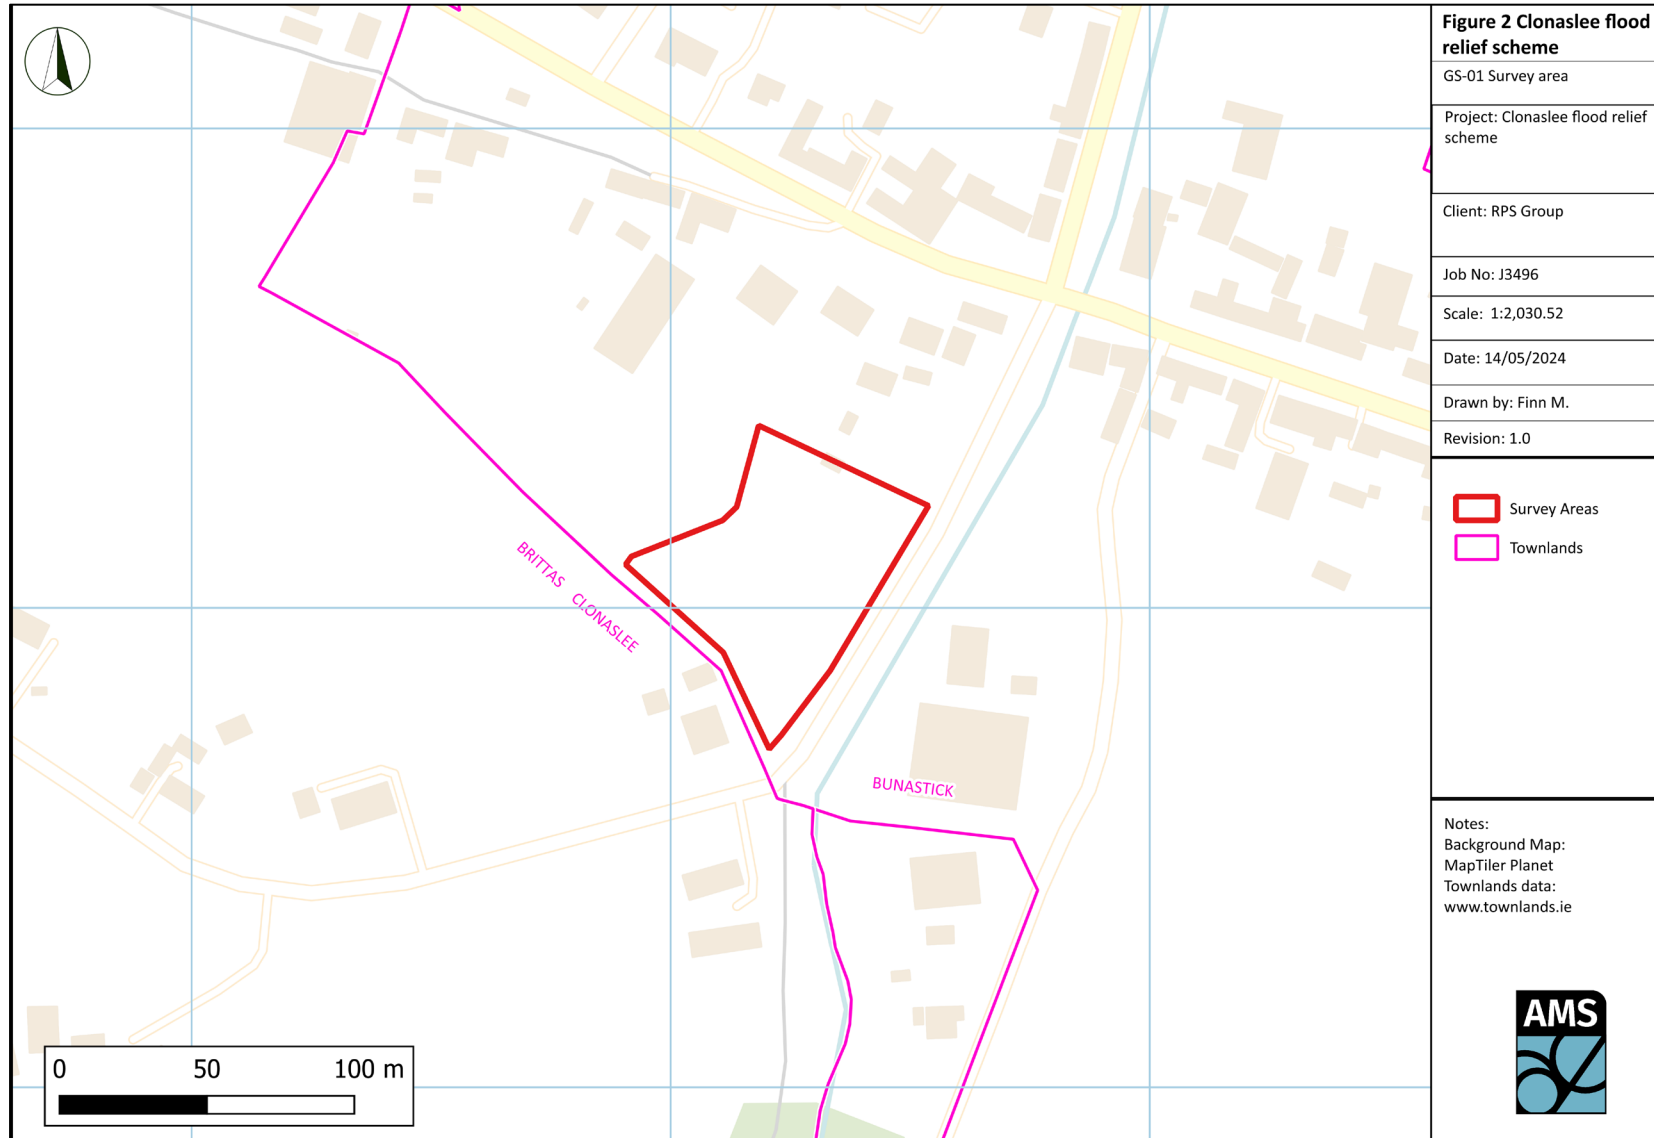 Figure 2 Clonaslee flood
relief scheme
GS-01 Survey area
Project: Clonaslee flood relief
scheme
Client: RPS Group
Job No: J3496
Scale: 1:2,030.52
Date: 14/05/2024
Drawn by: Finn M.
Revision: 1.0
Survey Areas
Townlands
BRITTAS
CLONASLEE
BUNASTICK
Notes:
Background Map:
MapTiler Planet
Townlands data:
www.townlands.ie
AMS
0 50 100 m